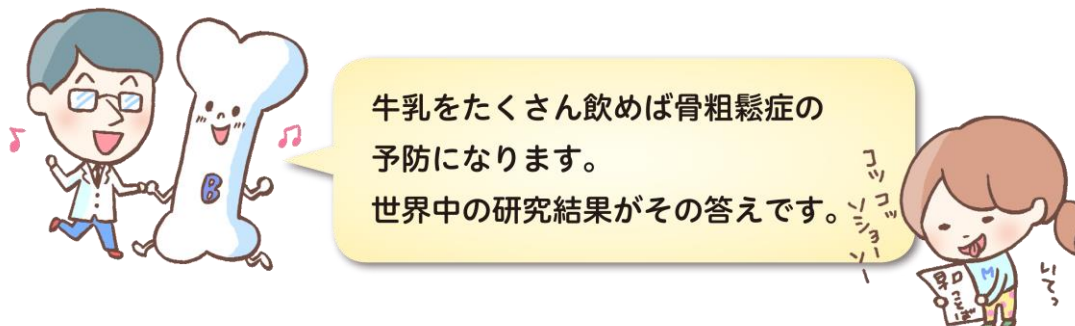 牛乳をたくさん飲めば骨粗鬆症の
予防になります。
世界中の研究結果がその答えです。
B
コツコッ
ソショーソー
M
いてっ